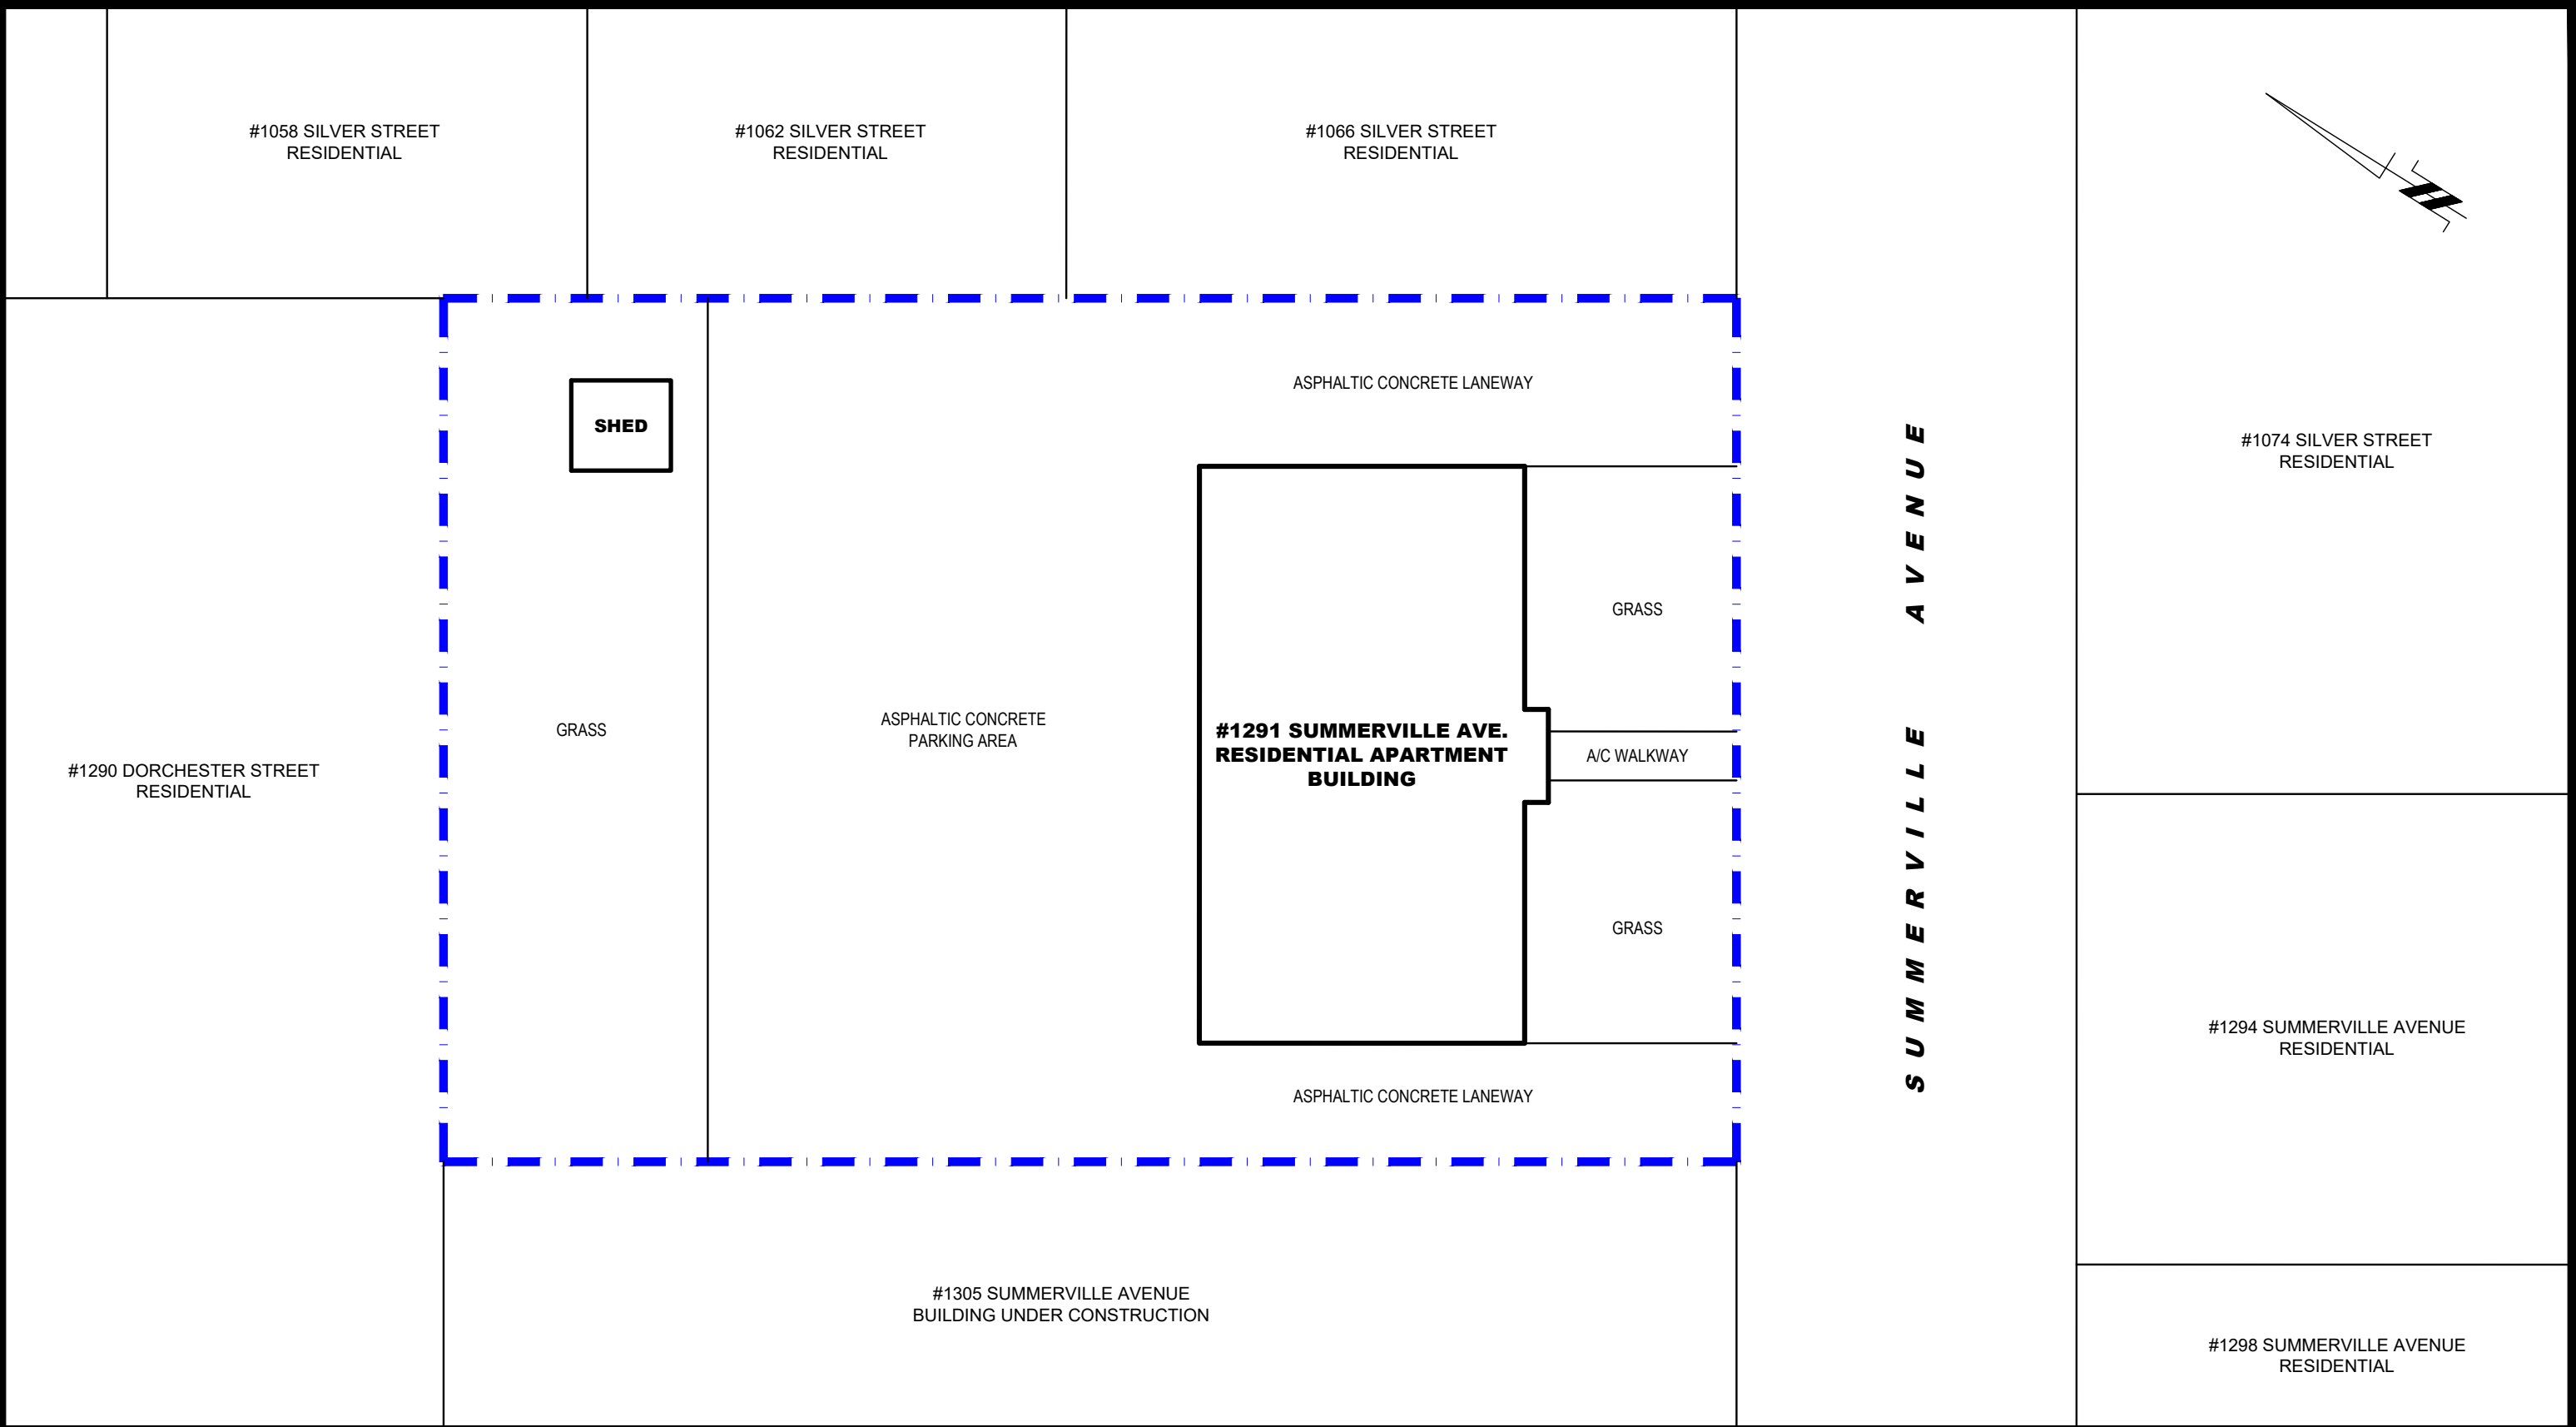 #1058 SILVER STREET
RESIDENTIAL
#1062 SILVER STREET
RESIDENTIAL
#1066 SILVER STREET
RESIDENTIAL
ASPHALTIC CONCRETE LANEWAY
SHED
#1074 SILVER STREET
RESIDENTIAL
GRASS
SUMMERVILLE AVENUE
GRASS
ASPHALTIC CONCRETE
PARKING AREA
#1291 SUMMERVILLE AVE.
RESIDENTIAL APARTMENT
BUILDING
A/C WALKWAY
#1290 DORCHESTER STREET
RESIDENTIAL
GRASS
#1294 SUMMERVILLE AVENUE
RESIDENTIAL
ASPHALTIC CONCRETE LANEWAY
#1305 SUMMERVILLE AVENUE
BUILDING UNDER CONSTRUCTION
#1298 SUMMERVILLE AVENUE
RESIDENTIAL